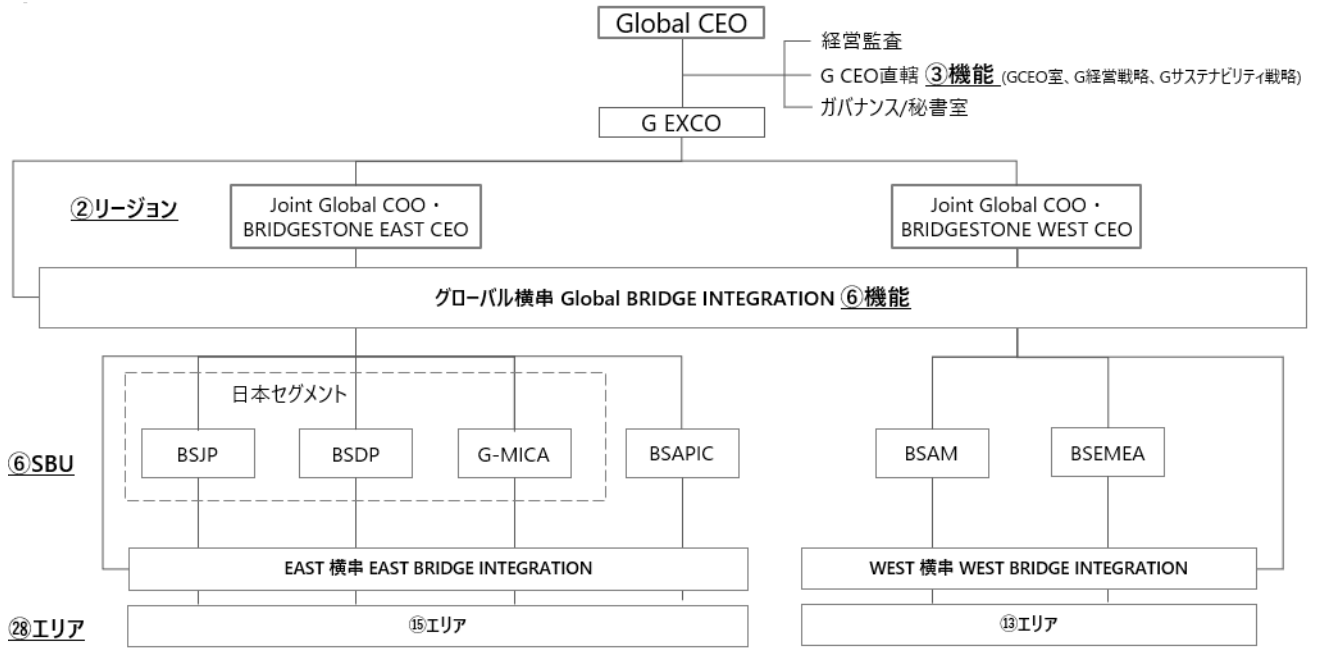 Global CEO
経営監査
G CEO直轄 ③機能 (GCEO室、G経営戦略、Gサステナビリティ戦略)
ガバナンス/秘書室
G EXCO
②リージョン
Joint Global COO・
BRIDGESTONE EAST CEO
Joint Global COO・
BRIDGESTONE WEST CEO
グローバル横串 Global BRIDGE INTEGRATION ⑥機能
日本セグメント
⑥SBU
BSJP
BSDP
G-MICA
BSAPIC
BSAM
BSEMEA
EAST 横串 EAST BRIDGE INTEGRATION
WEST 横串 WEST BRIDGE INTEGRATION
㉘エリア
⑮エリア
⑬エリア